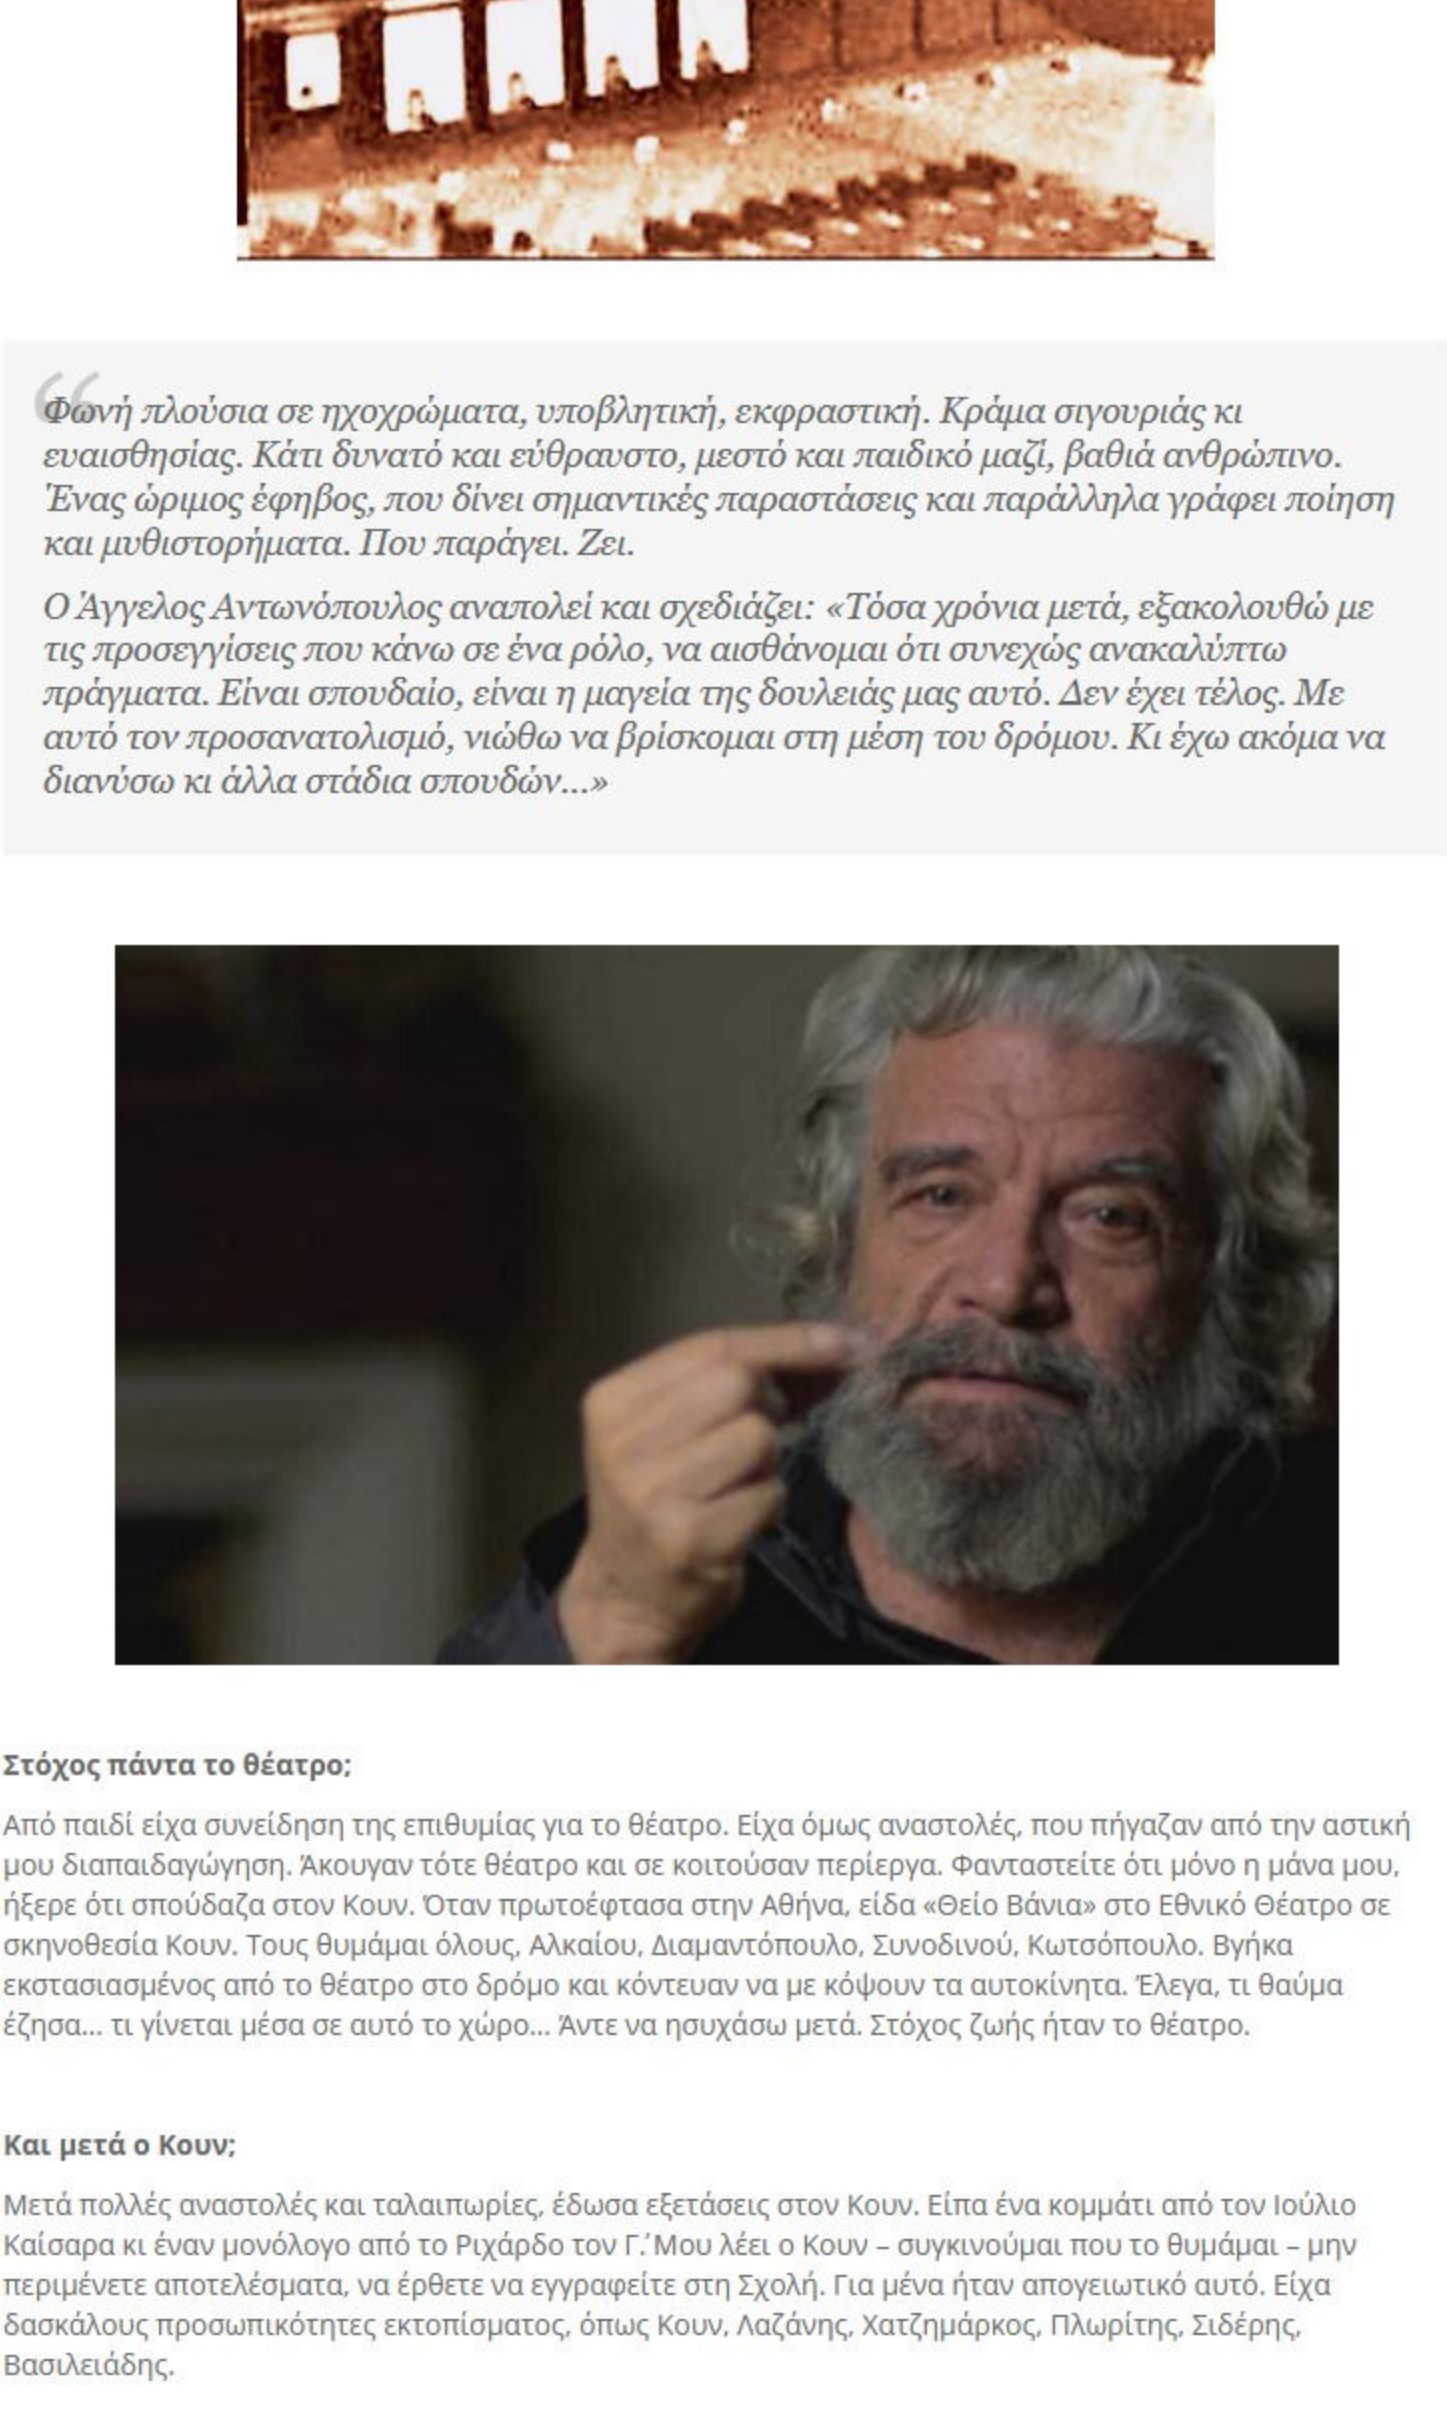 Φωνή πλούσια σε ηχοχρώματα, υποβλητική, εκφραστική. Κράμα σιγουριάς κι
ευαισθησίας. Κάτι δυνατό και εύθραυστο, μεστό και παιδικό μαζί, βαθιά ανθρώπινο.
Ένας ώριμος έφηβος, που δίνει σημαντικές παραστάσεις και παράλληλα γράφει ποίηση
και μυθιστορήματα. Που παράγει. Ζει.
Ο Άγγελος Αντωνόπουλος αναπολεί και σχεδιάζει: «Τόσα χρόνια μετά, εξακολουθώ με
τις προσεγγίσεις που κάνω σε ένα ρόλο, να αισθάνομαι ότι συνεχώς ανακαλύπτω
πράγματα. Είναι σπουδαίο, είναι η μαγεία της δουλειάς μας αυτό. Δεν έχει τέλος. Με
αυτό τον προσανατολισμό, νιώθω να βρίσκομαι στη μέση του δρόμου. Κι έχω ακόμα να
διανύσω κι άλλα στάδια σπουδών...»
Στόχος πάντα το θέατρο;
Από παιδί είχα συνείδηση της επιθυμίας για το θέατρο. Είχα όμως αναστολές, που πήγαζαν από την αστική
μου διαπαιδαγώγηση. Άκουγαν τότε θέατρο και σε κοιτούσαν περίεργα. Φανταστείτε ότι μόνο η μάνα μου,
ήξερε ότι σπούδαζα στον Κουν. Όταν πρωτοέφτασα στην Αθήνα, είδα «Θείο Βάνια» στο Εθνικό Θέατρο σε
σκηνοθεσία Κουν. Τους θυμάμαι όλους, Αλκαίου, Διαμαντόπουλο, Συνοδινού, Κωτσόπουλο. Βγήκα
εκστασιασμένος από το θέατρο στο δρόμο και κόντευαν να με κόψουν τα αυτοκίνητα. Έλεγα, τι θαύμα
έζησα... τι γίνεται μέσα σε αυτό το χώρο... Άντε να ησυχάσω μετά. Στόχος ζωής ήταν το θέατρο.
Και μετά ο Κουν;
Μετά πολλές αναστολές και ταλαιπωρίες, έδωσα εξετάσεις στον Κουν. Είπα ένα κομμάτι από τον Ιούλιο
Καίσαρα κι έναν μονόλογο από το Ριχάρδο τον Γ.΄Μου λέει ο Κουν – συγκινούμαι που το θυμάμαι – μην
περιμένετε αποτελέσματα, να έρθετε να εγγραφείτε στη Σχολή. Για μένα ήταν απογειωτικό αυτό. Είχα
δασκάλους προσωπικότητες εκτοπίσματος, όπως Κουν, Λαζάνης, Χατζημάρκος, Πλωρίτης, Σιδέρης,
Βασιλειάδης.